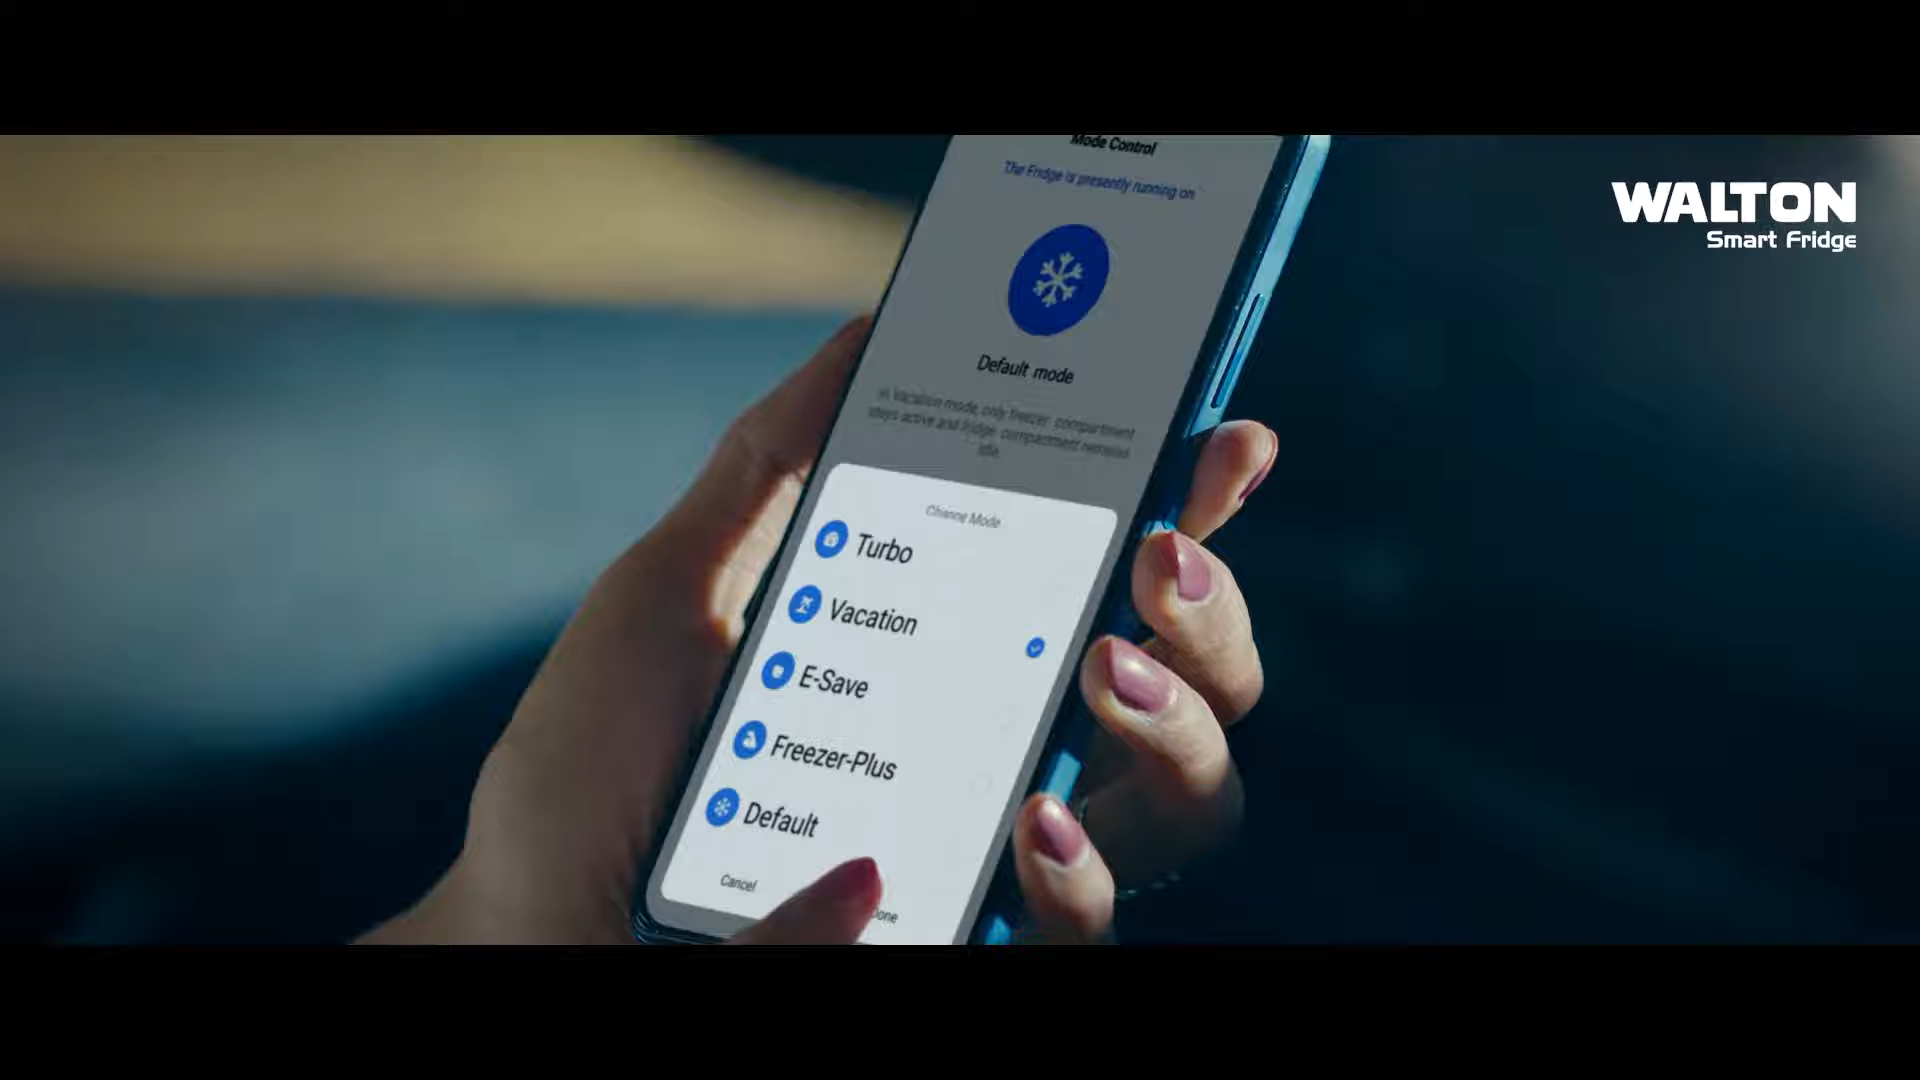 Mode Control
The Fridge is presently running on
WALTON
Smart Fridge
Default mode
In Vacation mode, only freezer compartment
stays active and fridge compartment remains
idle.
Change Mode
Turbo
Vacation
E-Save
Freezer-Plus
Default
Cancel
Done